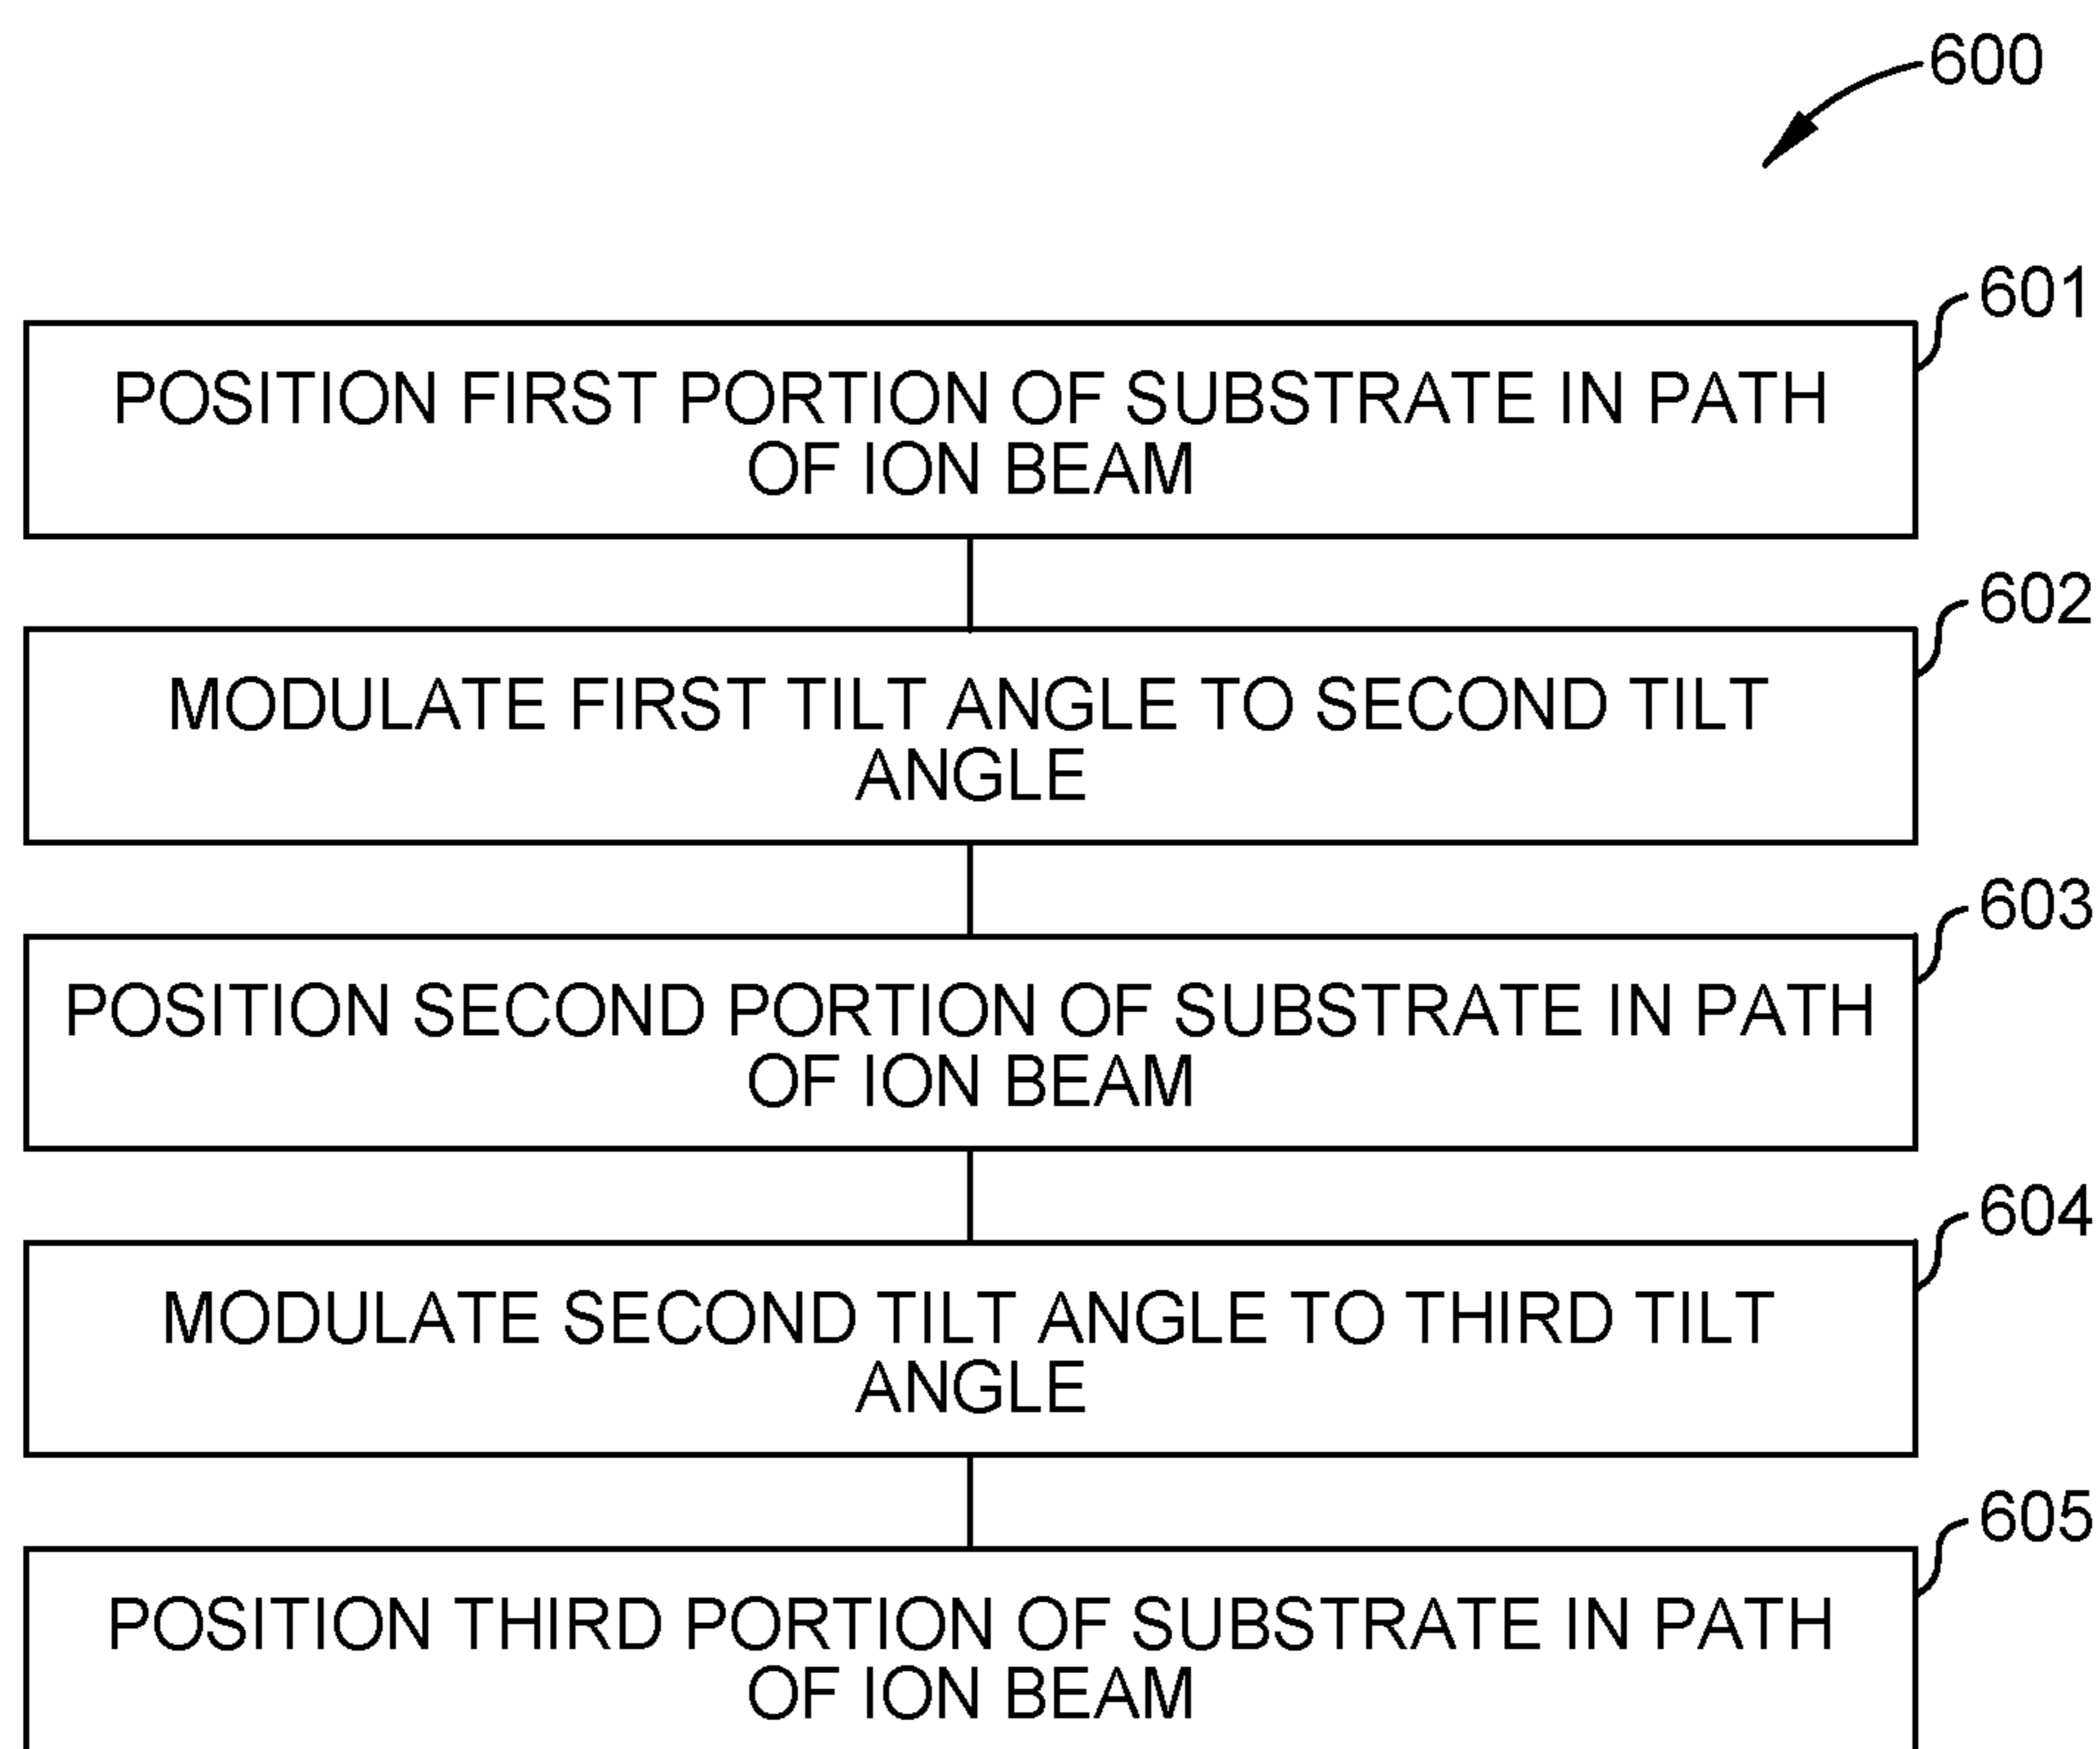 600
601
POSITION FIRST PORTION OF SUBSTRATE IN PATH
OF ION BEAM
602
MODULATE FIRST TILT ANGLE TO SECOND TILT
ANGLE
603
POSITION SECOND PORTION OF SUBSTRATE IN PATH
OF ION BEAM
604
MODULATE SECOND TILT ANGLE TO THIRD TILT
ANGLE
605
POSITION THIRD PORTION OF SUBSTRATE IN PATH
OF ION BEAM